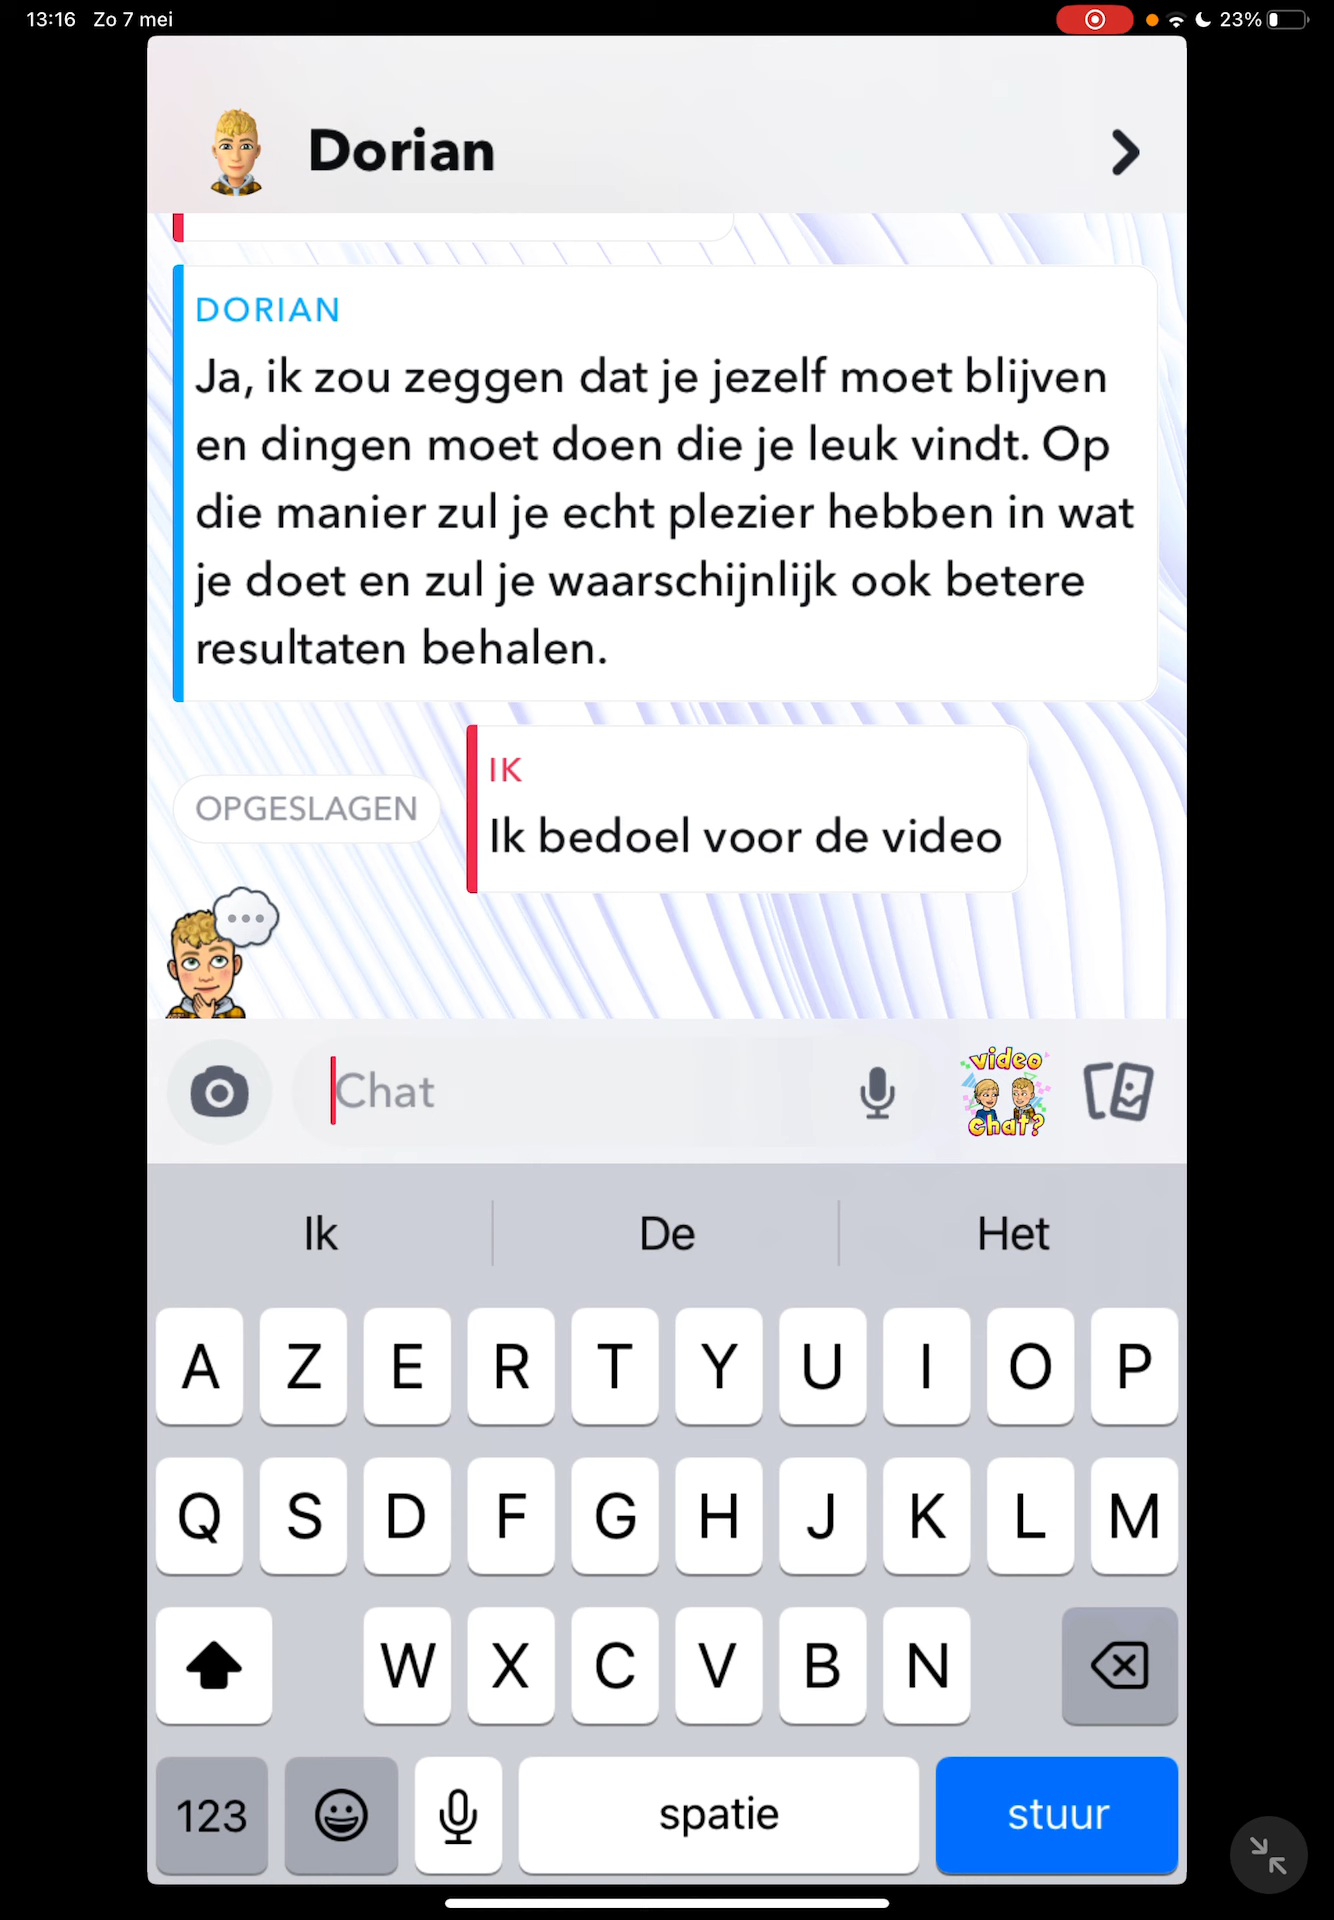 13:16 Zo 7 mei
23%
Dorian
DORIAN
Ja, ik zou zeggen dat je jezelf moet blijven
en dingen moet doen die je leuk vindt. Op
die manier zul je echt plezier hebben in wat
je doet en zul je waarschijnlijk ook betere
resultaten behalen.
IK
OPGESLAGEN
Ik bedoel voor de video
Chat
video
chat?
Ik De Het
A Z E R T Y U I O P
Q S D F G H J K L M
W X C V B N
123 spatie stuur